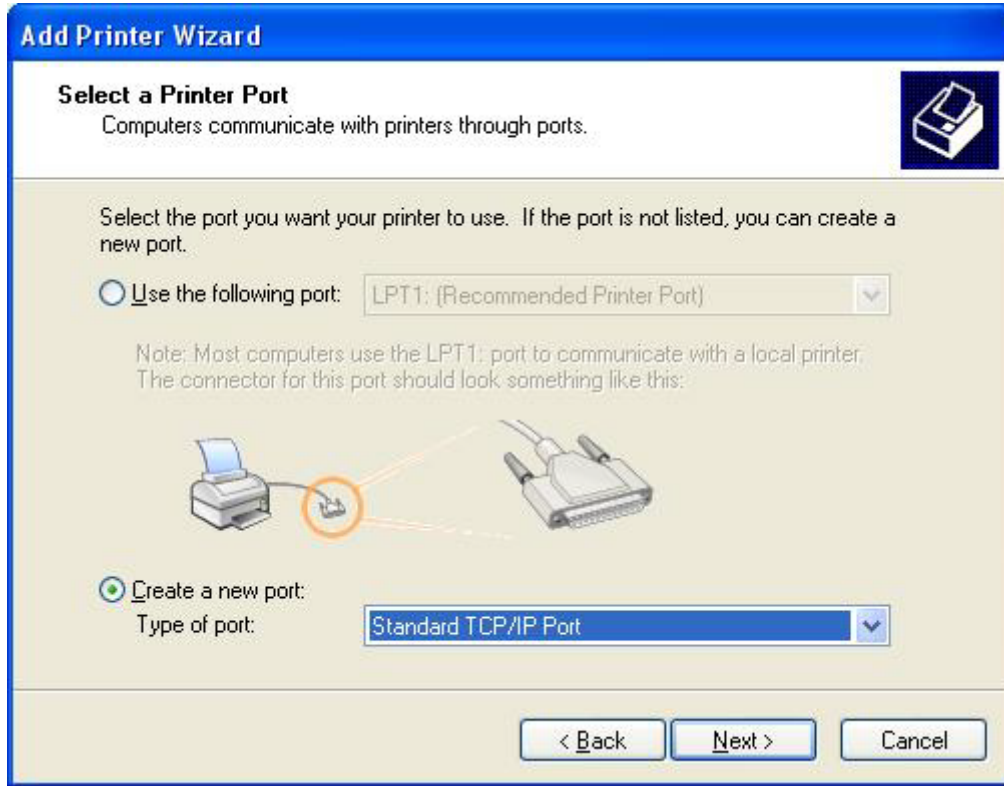 Add Printer Wizard
Select a Printer Port
Computers communicate with printers through ports.
Select the port you want your printer to use.  If the port is not listed, you can create a
new port.
Use the following port: LPT1: (Recommended Printer Port)
Note: Most computers use the LPT1: port to communicate with a local printer.
The connector for this port should look something like this:
Create a new port:
Type of port: Standard TCP/IP Port
< Back Next > Cancel